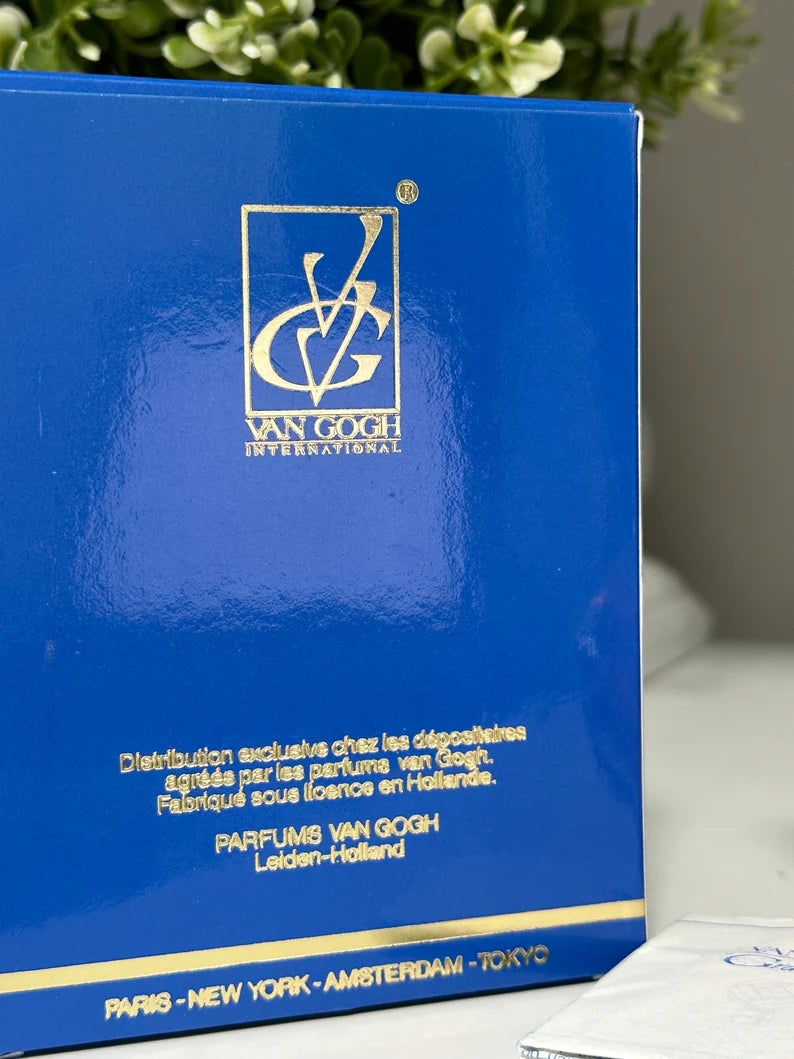 ®
VG
VAN GOGH
INTERNATIONAL
Distribution exclusive chez les dépositaires
agréés par les parfums van Gogh.
Fabriqué sous licence en Hollande.
PARFUMS VAN GOGH
Leiden-Holland
PARIS - NEW YORK - AMSTERDAM - TOKYO